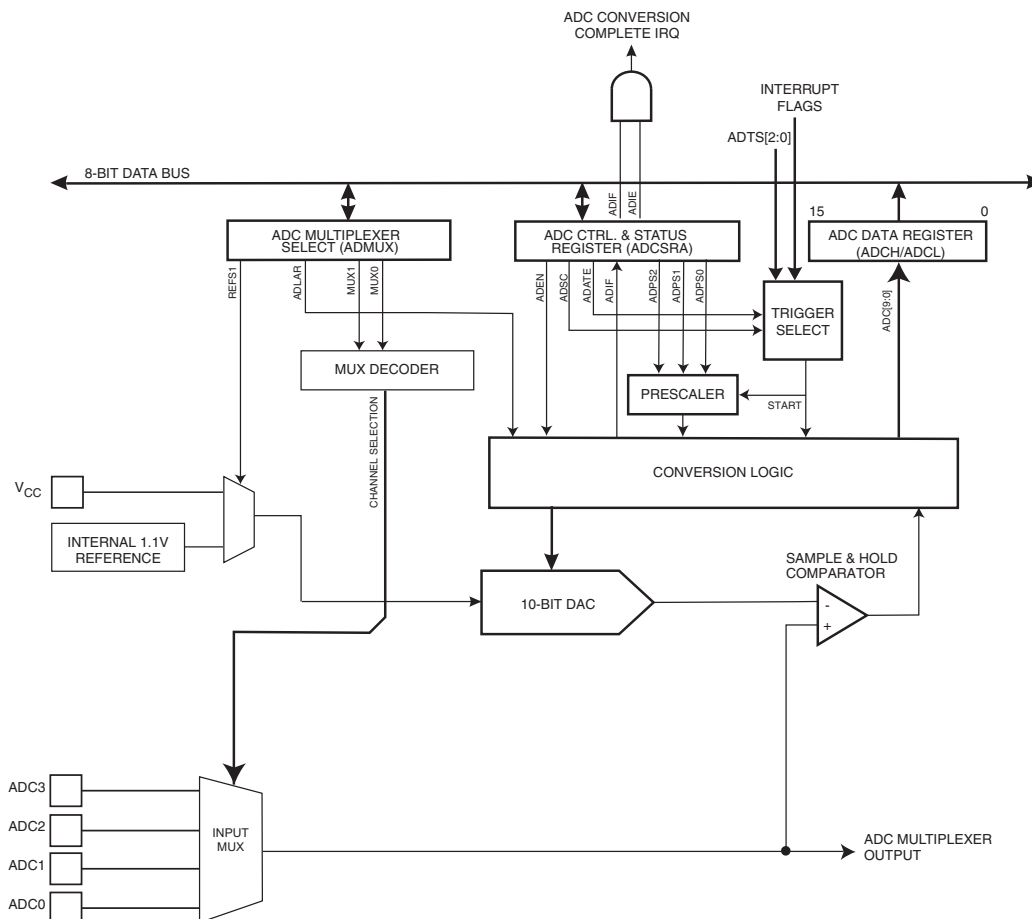 ADC CONVERSION
COMPLETE IRQ
INTERRUPT
FLAGS
ADTS[2:0]
8-BIT DATA BUS
ADIF
ADIE
15
0
ADC MULTIPLEXER
SELECT (ADMUX)
ADC CTRL. & STATUS
REGISTER (ADCSRA)
ADC DATA REGISTER
(ADCH/ADCL)
REFS1
ADLAR
MUX1
MUX0
ADEN
ADSC
ADATE
ADIF
ADPS2
ADPS1
ADPS0
ADC[9:0]
TRIGGER
SELECT
MUX DECODER
PRESCALER
START
CHANNEL SELECTION
CONVERSION LOGIC
VCC
INTERNAL 1.1V
REFERENCE
SAMPLE & HOLD
COMPARATOR
10-BIT DAC
-
+
ADC3
ADC2
ADC1
ADC0
INPUT
MUX
ADC MULTIPLEXER
OUTPUT